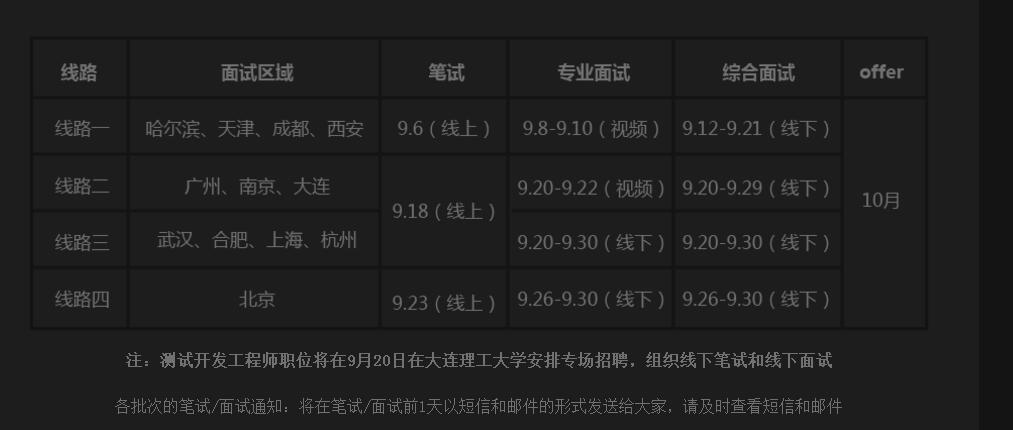 线路 面试区域 笔试 专业面试 综合面试 offer
线路一 哈尔滨、天津、成都、西安 9.6（线上） 9.8-9.10（视频） 9.12-9.21（线下）
线路二 广州、南京、大连 9.18（线上） 9.20-9.22（视频） 9.20-9.29（线下） 10月
线路三 武汉、合肥、上海、杭州 9.20-9.30（线下） 9.20-9.30（线下）
线路四 北京 9.23（线上） 9.26-9.30（线下） 9.26-9.30（线下）
注：测试开发工程师职位将在9月20日在大连理工大学安排专场招聘，组织线下笔试和线下面试
各批次的笔试/面试通知：将在笔试/面试前1天以短信和邮件的形式发送给大家，请及时查看短信和邮件